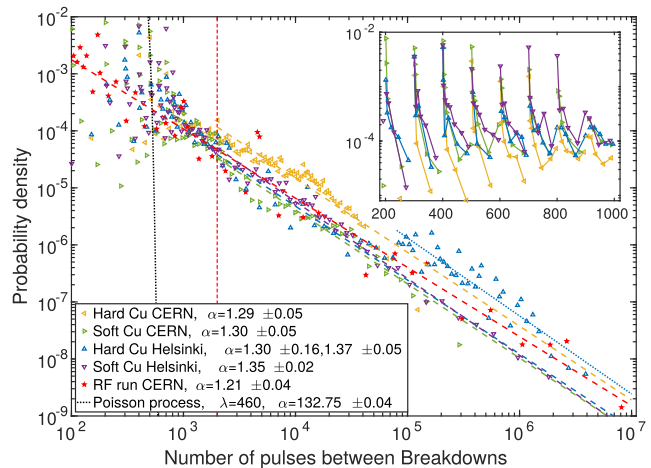 10^-2
10^-3
10^-4
10^-5
10^-6
10^-7
10^-8
10^-9
Probability density
10^-4
200 400 600 800 1000
Hard Cu CERN, α=1.29 ±0.05
Soft Cu CERN, α=1.30 ±0.05
Hard Cu Helsinki, α=1.30 ±0.16,1.37 ±0.05
Soft Cu Helsinki, α=1.35 ±0.02
RF run CERN, α=1.21 ±0.04
Poisson process, λ=460, α=132.75 ±0.04
10^2 10^3 10^4 10^5 10^6 10^7
Number of pulses between Breakdowns